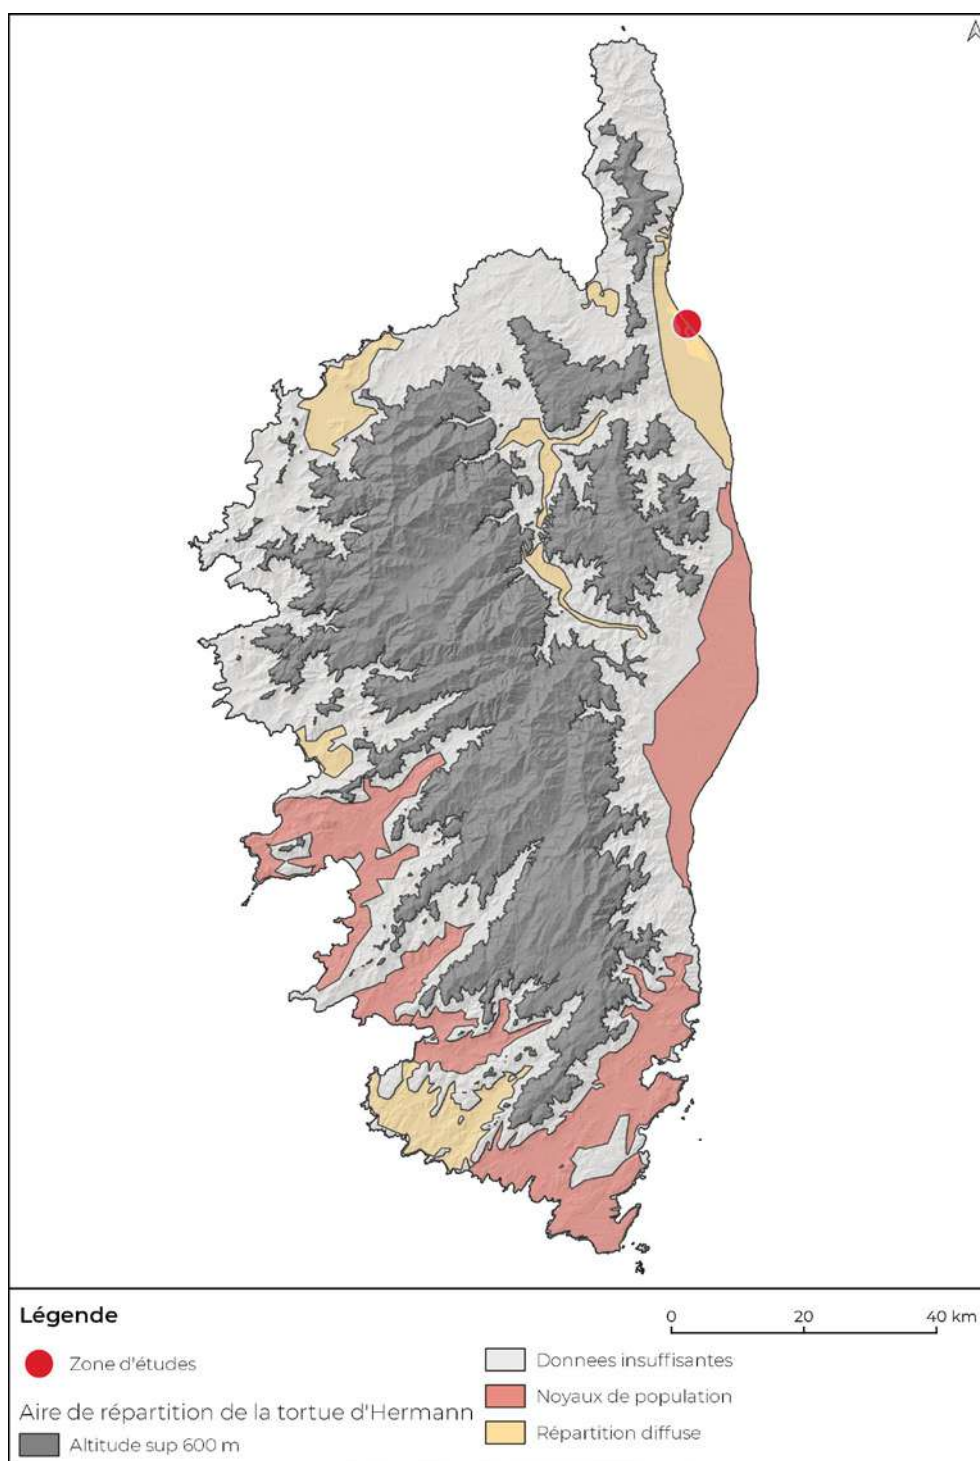 Légende
0 20 40 km
Zone d'études
Aire de répartition de la tortue d'Hermann
Altitude sup 600 m
Donnees insuffisantes
Noyaux de population
Répartition diffuse